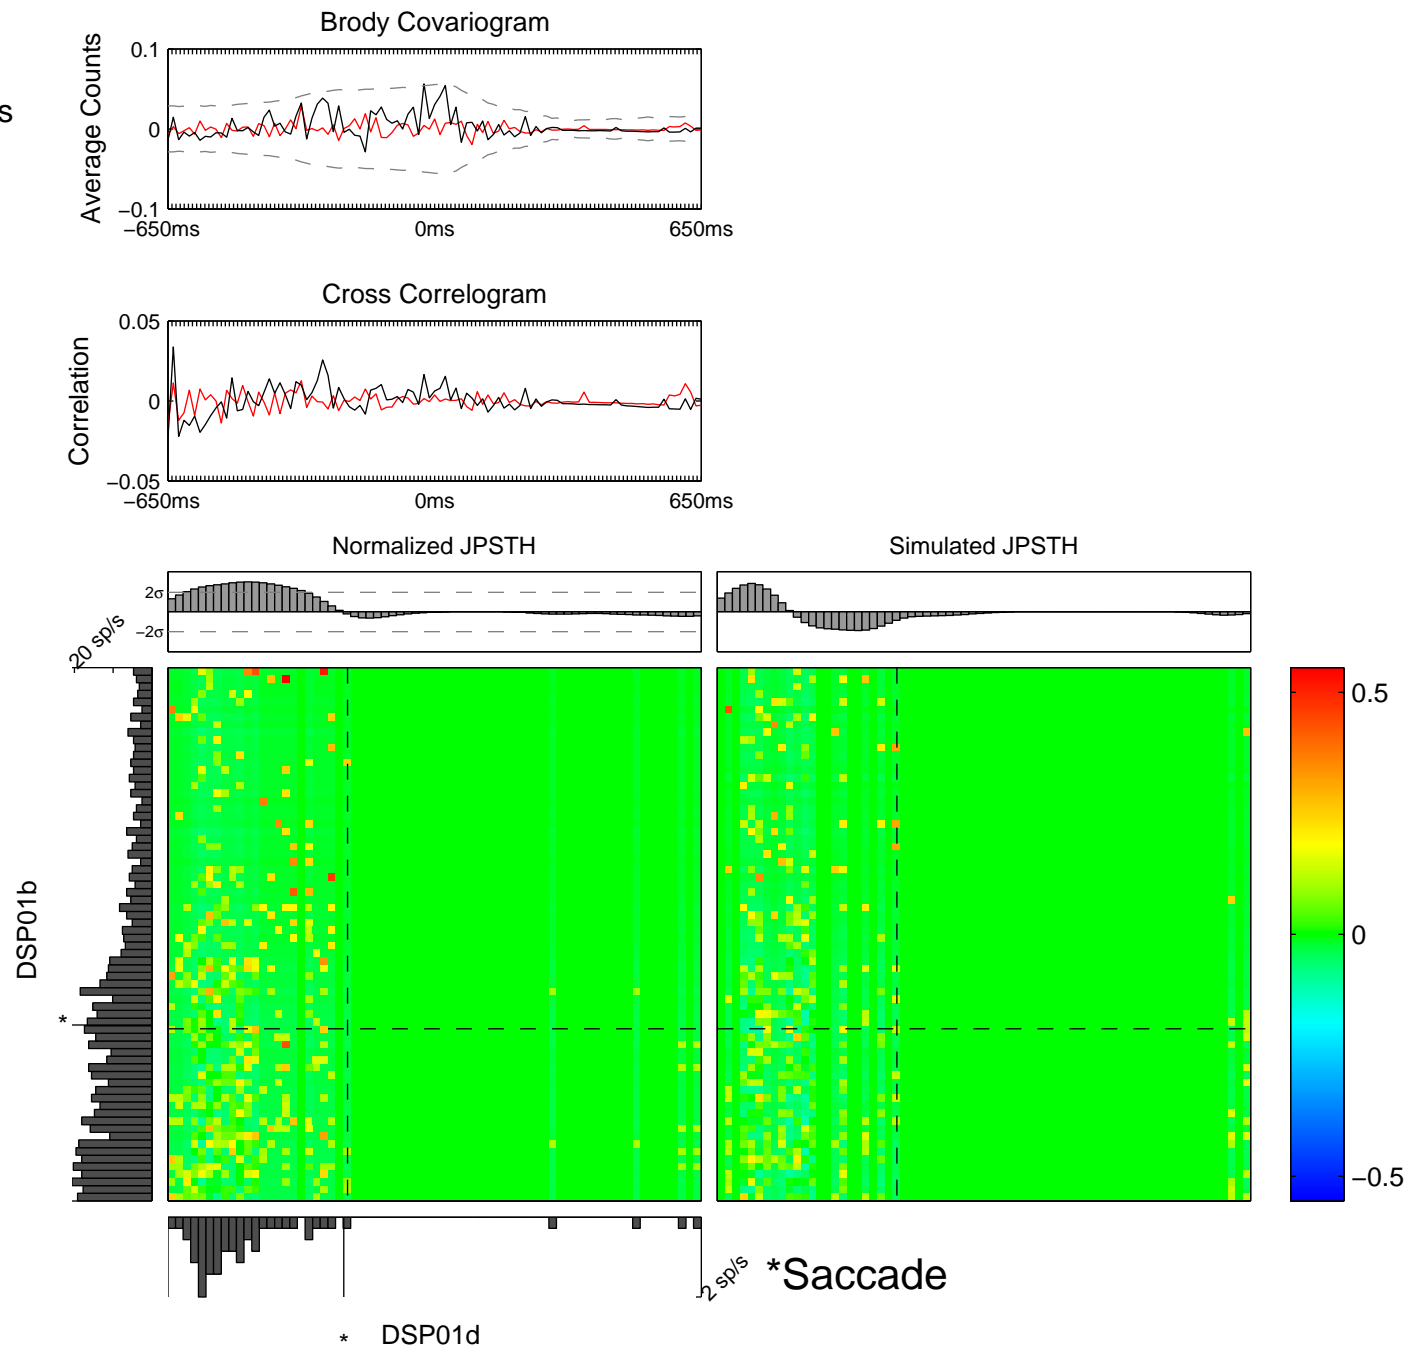 Brody Covariogram
s
Average Counts
0.1
0
−0.1
−650ms
0ms
650ms
Cross Correlogram
Correlation
0.05
0
−0.05
−650ms
0ms
650ms
Normalized JPSTH
Simulated JPSTH
2σ
−2σ
20 sp/s
DSP01b
*
0.5
0
−0.5
2 sp/s
*Saccade
* DSP01d